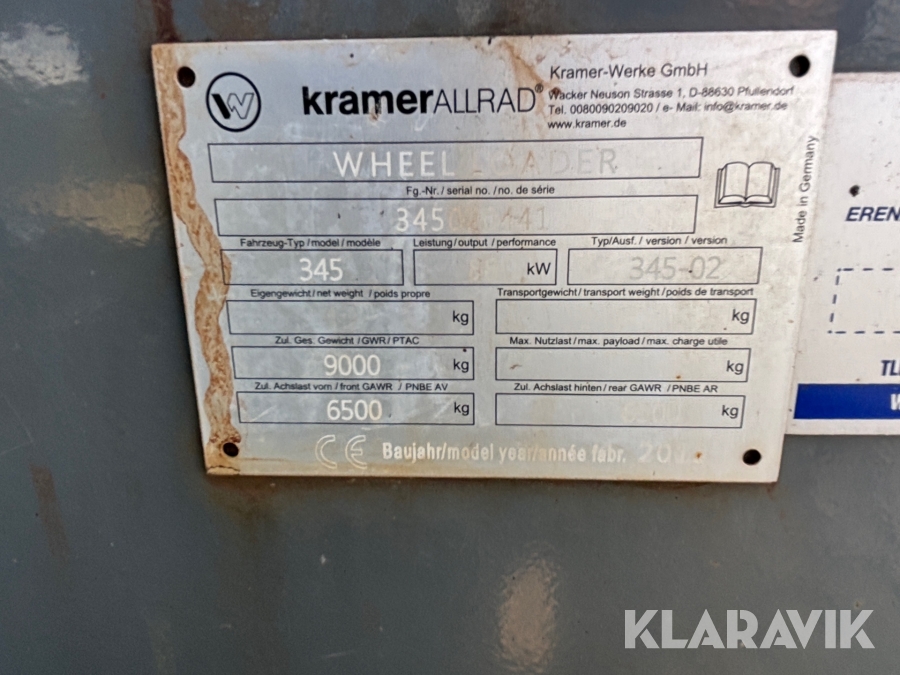 Kramer-Werke GmbH
kramerALLRAD®
Wacker Neuson Strasse 1, D-88630 Pfullendorf
Tel. 0080090209020 / e- Mail: info@kramer.de
www.kramer.de
WHEEL LOADER
Fg.-Nr./ serial no. / no. de série
Fahrzeug-Typ / model / modèle
Leistung / output / performance
Typ/Ausf. / version / version
345
kW
345-02
Eigengewicht / net weight / poids propre
Transportgewicht / transport weight / poids de transport
kg
kg
Zul. Ges. Gewicht / GWR/ PTAC
Max. Nutzlast / max. payload / max. charge utile
9000 kg
kg
Zul. Achslast vorn / front GAWR / PNBE AV
Zul. Achslast hinten / rear GAWR / PNBE AR
6500 kg
kg
CE Baujahr/model year/année fabr.
Made in Germany
EREN
TL
W
KLARAVIK